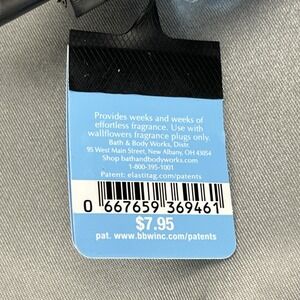 Provides weeks and weeks of
effortless fragrance. Use with
wallflowers fragrance plugs only.
Bath & Body Works, Distr.
95 West Main Street, New Albany, OH 43054
Shop bathandbodyworks.com
1-800-395-1001
Patent: elastitag.com/patents
0 667659 369461
$7.95
pat. www.bbwinc.com/patents